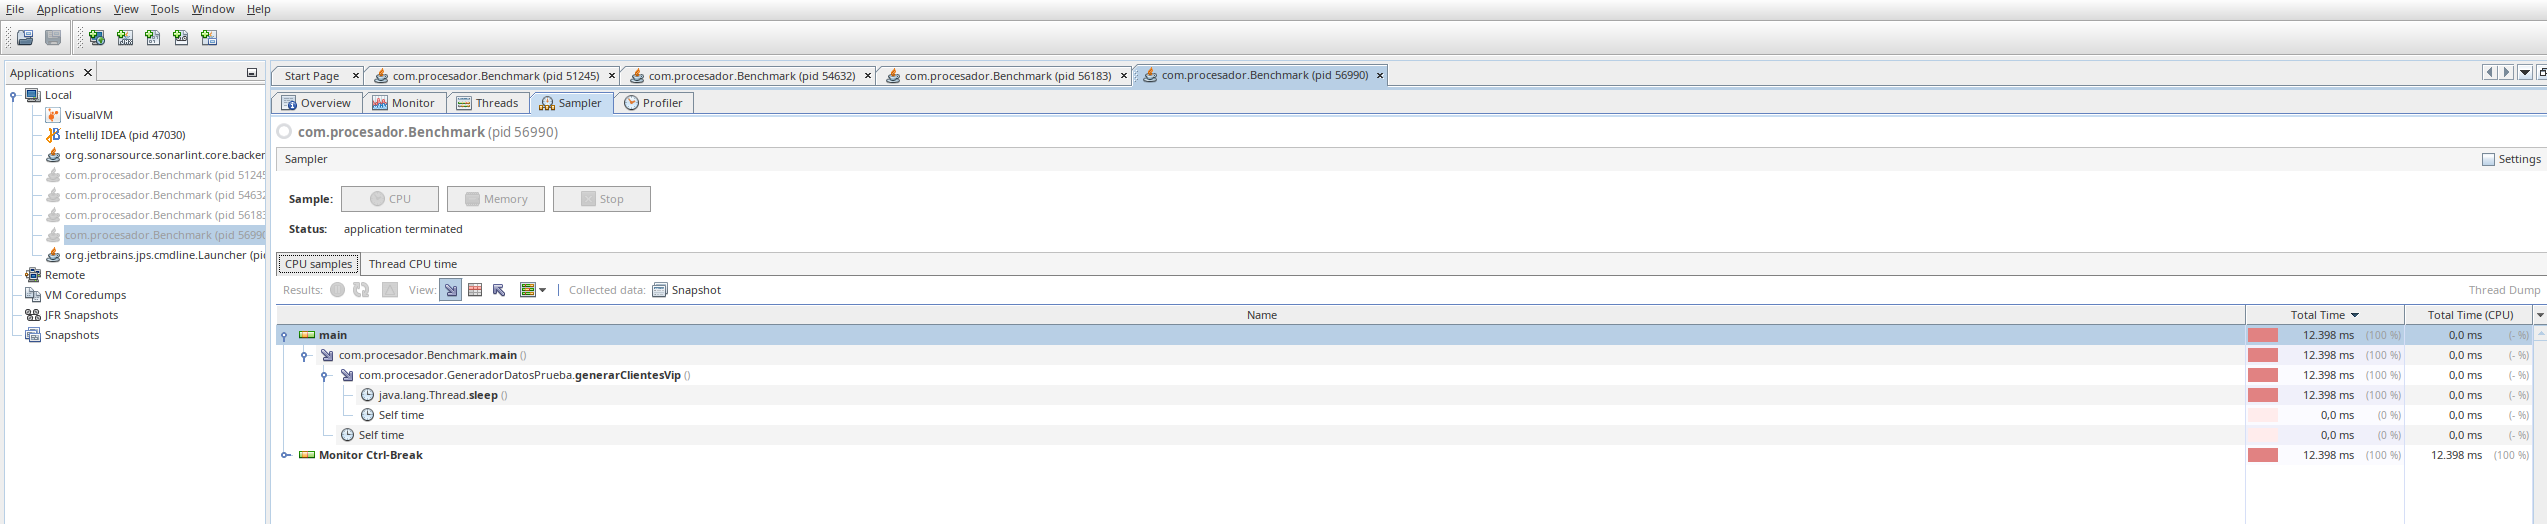 File Applications View Tools Window Help
Applications
Start Page com.procesador.Benchmark (pid 51245) com.procesador.Benchmark (pid 54632) com.procesador.Benchmark (pid 56183) com.procesador.Benchmark (pid 56990)
Local
VisualVM
IntelliJ IDEA (pid 47030)
org.sonarsource.sonarlint.core.backer
com.procesador.Benchmark (pid 51245
com.procesador.Benchmark (pid 54632
com.procesador.Benchmark (pid 56183
com.procesador.Benchmark (pid 56990
org.jetbrains.jps.cmdline.Launcher (pi
Remote
VM Coredumps
JFR Snapshots
Snapshots
Overview Monitor Threads Sampler Profiler
com.procesador.Benchmark (pid 56990)
Sampler Settings
Sample: CPU Memory Stop
Status: application terminated
CPU samples Thread CPU time
Results: View: Collected data: Snapshot Thread Dump
Name Total Time Total Time (CPU)
main 12.398 ms (100 %) 0,0 ms (- %)
com.procesador.Benchmark.main () 12.398 ms (100 %) 0,0 ms (- %)
com.procesador.GeneradorDatosPrueba.generarClientesVip () 12.398 ms (100 %) 0,0 ms (- %)
java.lang.Thread.sleep () 12.398 ms (100 %) 0,0 ms (- %)
Self time 0,0 ms (0 %) 0,0 ms (- %)
Self time 0,0 ms (0 %) 0,0 ms (- %)
Monitor Ctrl-Break 12.398 ms (100 %) 12.398 ms (100 %)